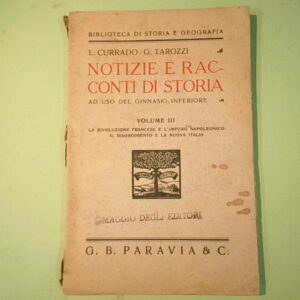 BIBLIOTECA DI STORIA E GEOGRAFIA
L. CURRADO - G. TAROZZI
NOTIZIE E RAC-
CONTI DI STORIA
AD USO DEL GINNASIO INFERIORE
VOLUME III
LA RIVOLUZIONE FRANCESE E L'IMPERO NAPOLEONICO
IL RISORGIMENTO E LA NUOVA ITALIA
OMAGGIO DEGLI EDITORI
G. B. PARAVIA & C.